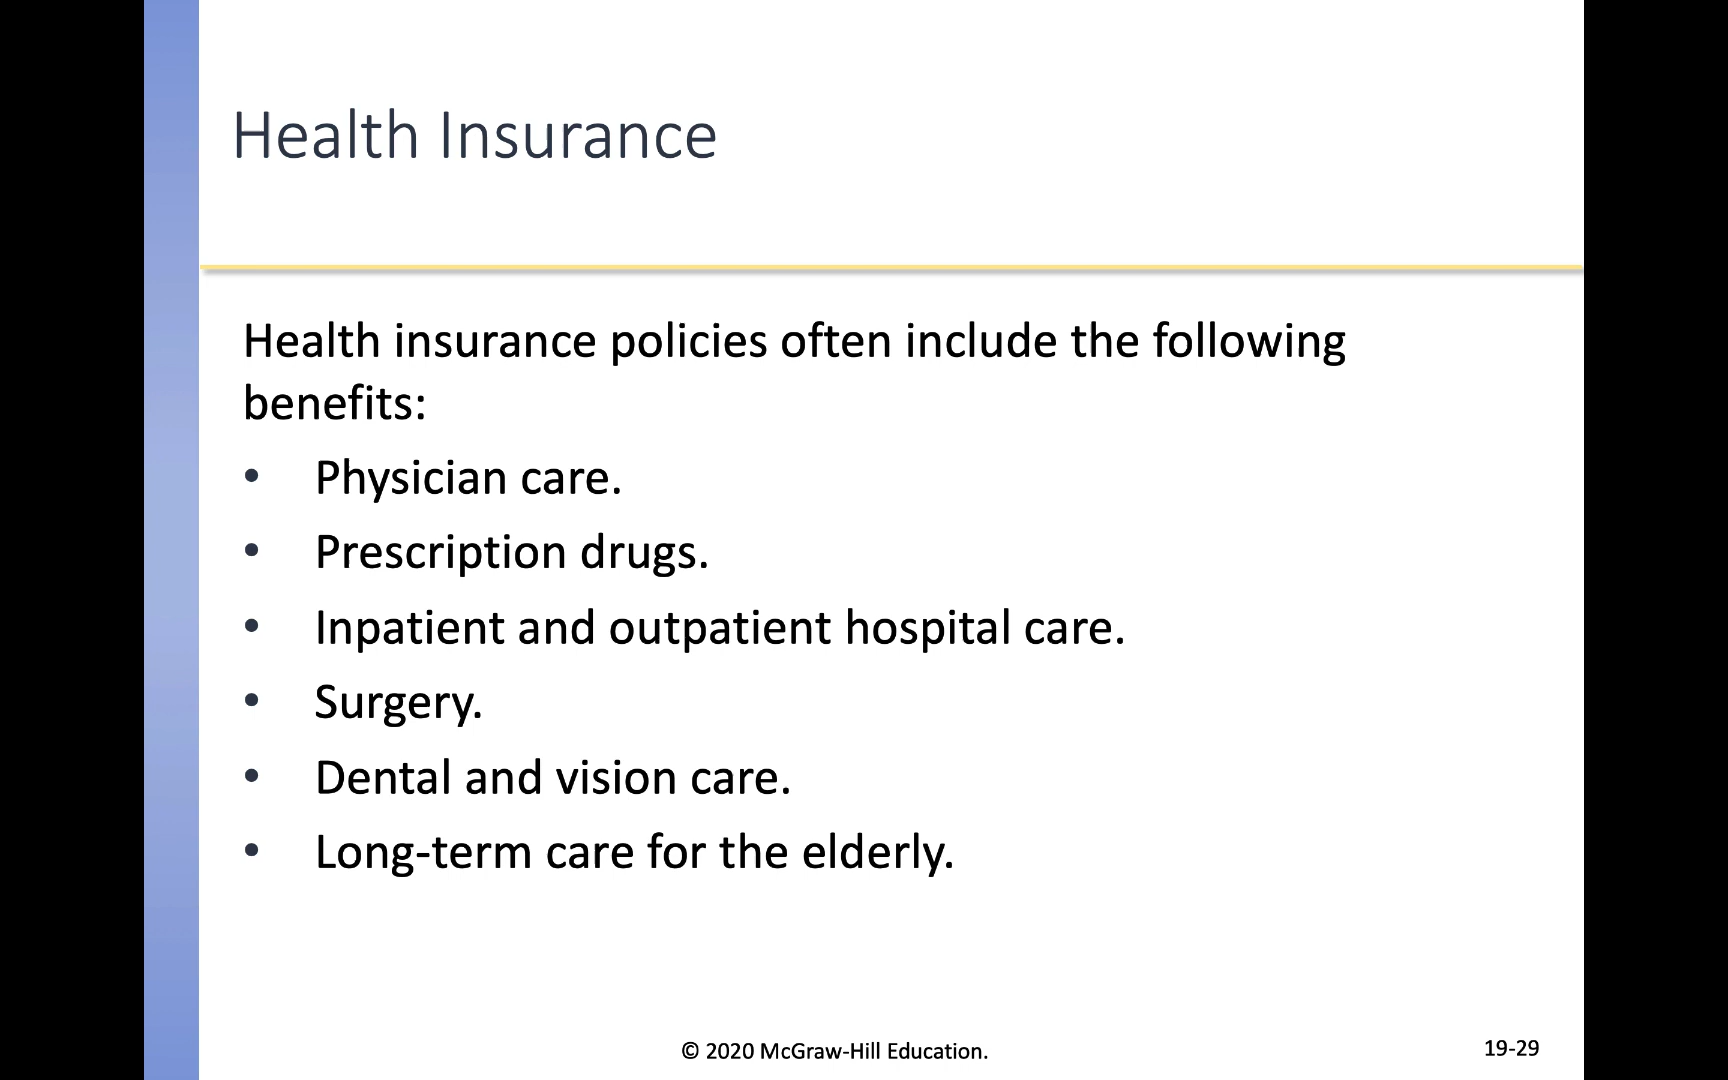 Health Insurance
Health insurance policies often include the following
benefits:
• Physician care.
• Prescription drugs.
• Inpatient and outpatient hospital care.
• Surgery.
• Dental and vision care.
• Long-term care for the elderly.
© 2020 McGraw-Hill Education.
19-29